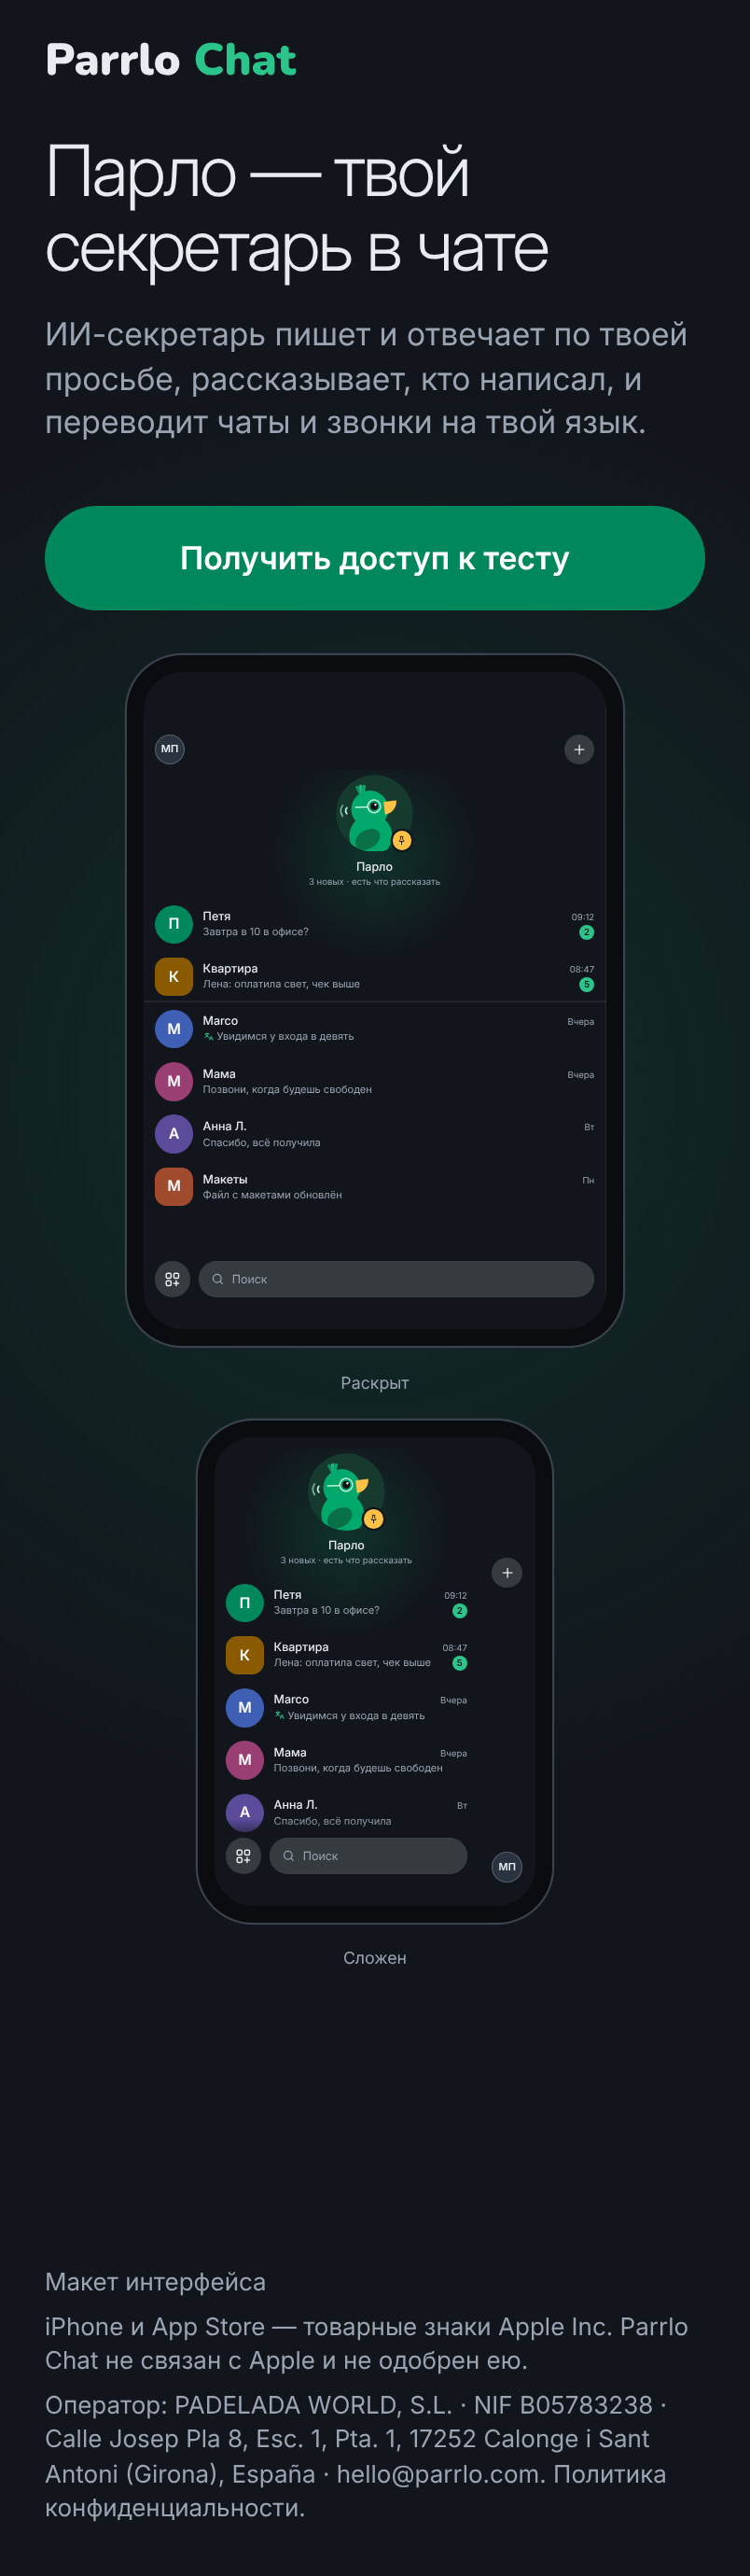 Parrlo Chat
Парло — твой
секретарь в чате
ИИ-секретарь пишет и отвечает по твоей
просьбе, рассказывает, кто написал, и
переводит чаты и звонки на твой язык.
Получить доступ к тесту
МП
Парло
3 новых · есть что рассказать
П
Петя
09:12
Завтра в 10 в офисе?
2
К
Квартира
08:47
Лена: оплатила свет, чек выше
5
M
Marco
Вчера
Увидимся у входа в девять
М
Мама
Вчера
Позвони, когда будешь свободен
А
Анна Л.
Вт
Спасибо, всё получила
М
Макеты
Пн
Файл с макетами обновлён
Поиск
Раскрыт
Парло
3 новых · есть что рассказать
П
Петя
09:12
Завтра в 10 в офисе?
2
К
Квартира
08:47
Лена: оплатила свет, чек выше
5
M
Marco
Вчера
Увидимся у входа в девять
М
Мама
Вчера
Позвони, когда будешь свободен
А
Анна Л.
Вт
Спасибо, всё получила
Поиск
МП
Сложен
Макет интерфейса
iPhone и App Store — товарные знаки Apple Inc. Parrlo
Chat не связан с Apple и не одобрен ею.
Оператор: PADELADA WORLD, S.L. · NIF B05783238 ·
Calle Josep Pla 8, Esc. 1, Pta. 1, 17252 Calonge i Sant
Antoni (Girona), España · hello@parrlo.com. Политика
конфиденциальности.